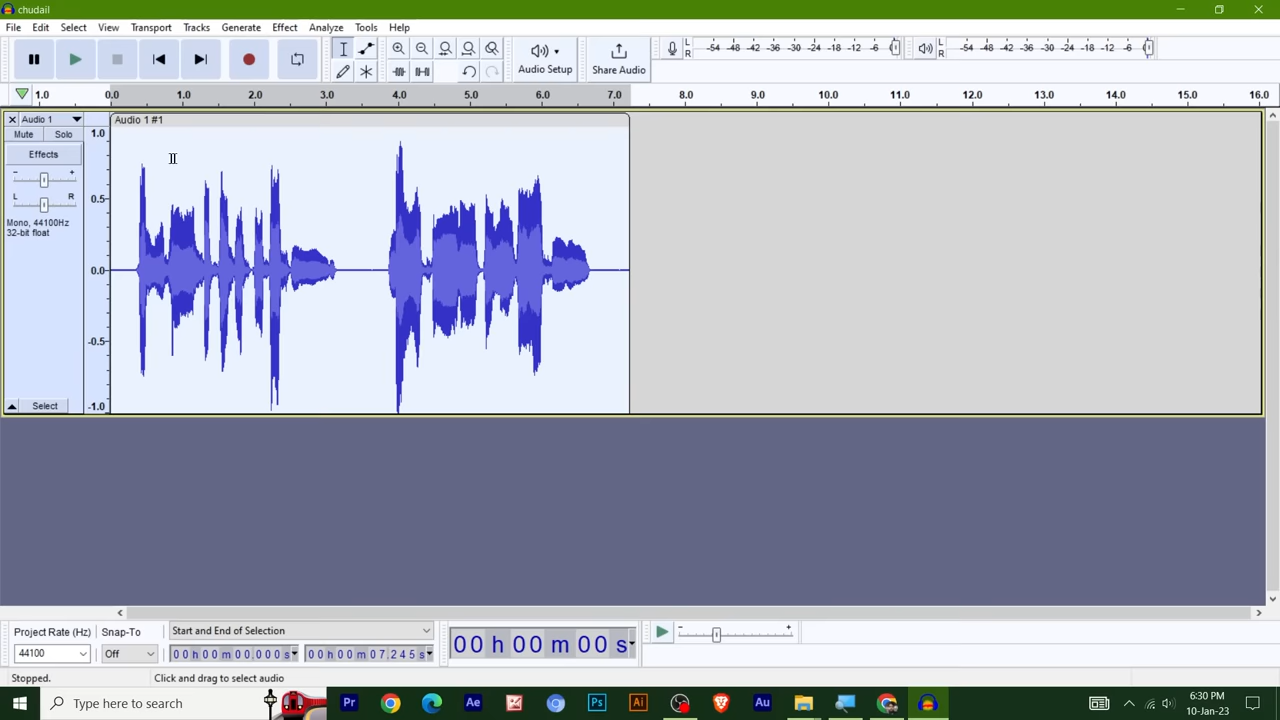 chudail
File Edit Select View Transport Tracks Generate Effect Analyze Tools Help
Audio Setup
Share Audio
L R -54 -48 -42 -36 -30 -24 -18 -12 -6
L R -54 -48 -42 -36 -30 -24 -18 -12 -6
1.0 0.0 1.0 2.0 3.0 4.0 5.0 6.0 7.0 8.0 9.0 10.0 11.0 12.0 13.0 14.0 15.0 16.0
Audio 1
Audio 1 #1
Mute Solo
Effects
- +
L R
Mono, 44100Hz
32-bit float
Select
1.0
0.5
0.0
-0.5
-1.0
Project Rate (Hz) Snap-To Start and End of Selection
44100 Off 00h00m00.000s 00h00m07.245s
00h00m00s
Stopped. Click and drag to select audio
Type here to search
Pr Ae Ps Ai Au
6:30 PM
10-Jan-23